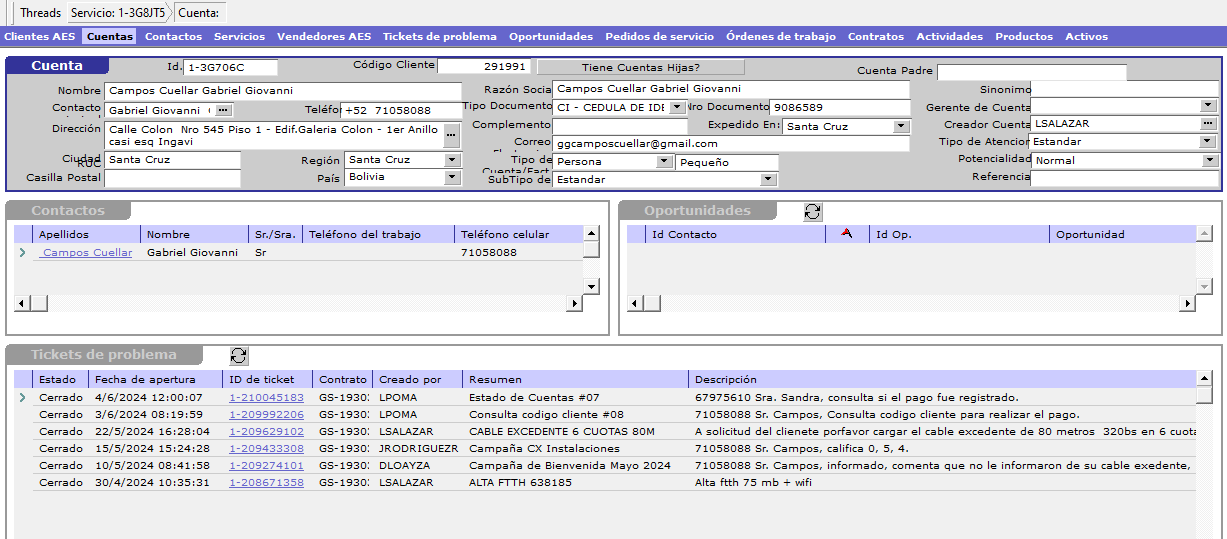 Threads Servicio: 1-3G8JT5 Cuenta:
Clientes AES Cuentas Contactos Servicios Vendedores AES Tickets de problema Oportunidades Pedidos de servicio Órdenes de trabajo Contratos Actividades Productos Activos
Cuenta Id. 1-3G706C Código Cliente 291991 Tiene Cuentas Hijas? Cuenta Padre
Nombre Campos Cuellar Gabriel Giovanni Razón Socia Campos Cuellar Gabriel Giovanni Sinonimo
Contacto Gabriel Giovanni Teléfor +52 71058088 Tipo Documento CI - CEDULA DE IDI Nro Documento 9086589 Gerente de Cuenta
Dirección Calle Colon Nro 545 Piso 1 - Edif.Galeria Colon - 1er Anillo casi esq Ingavi Complemento Expedido En: Santa Cruz Creador Cuenta LSALAZAR
Correo ggcamposcuellar@gmail.com Tipo de Atencior Estandar
Ciudad Santa Cruz Región Santa Cruz Tipo de Persona Pequeño Potencialidad Normal
RUC
Casilla Postal País Bolivia Cuenta/Fact SubTipo de Estandar Referencia
Contactos
Apellidos Nombre Sr./Sra. Teléfono del trabajo Teléfono celular
Campos Cuellar Gabriel Giovanni Sr 71058088
Oportunidades
Id Contacto Id Op. Oportunidad
Tickets de problema
Estado Fecha de apertura ID de ticket Contrato Creado por Resumen Descripción
Cerrado 4/6/2024 12:00:07 1-210045183 GS-1930: LPOMA Estado de Cuentas #07 67975610 Sra. Sandra, consulta si el pago fue registrado.
Cerrado 3/6/2024 08:19:59 1-209992206 GS-1930: LPOMA Consulta codigo cliente #08 71058088 Sr. Campos, Consulta codigo cliente para realizar el pago.
Cerrado 22/5/2024 16:28:04 1-209629102 GS-1930: LSALAZAR CABLE EXCEDENTE 6 CUOTAS 80M A solicitud del clienete porfavor cargar el cable excedente de 80 metros 320bs en 6 cuota
Cerrado 15/5/2024 15:24:28 1-209433308 GS-1930: JRODRIGUEZR Campaña CX Instalaciones 71058088 Sr. Campos, califica 0, 5, 4.
Cerrado 10/5/2024 08:41:58 1-209274101 GS-1930: DLOAYZA Campaña de Bienvenida Mayo 2024 71058088 Sr. Campos, informado, comenta que no le informaron de su cable exedente,
Cerrado 30/4/2024 10:35:31 1-208671358 GS-1930: LSALAZAR ALTA FTTH 638185 Alta ftth 75 mb + wifi